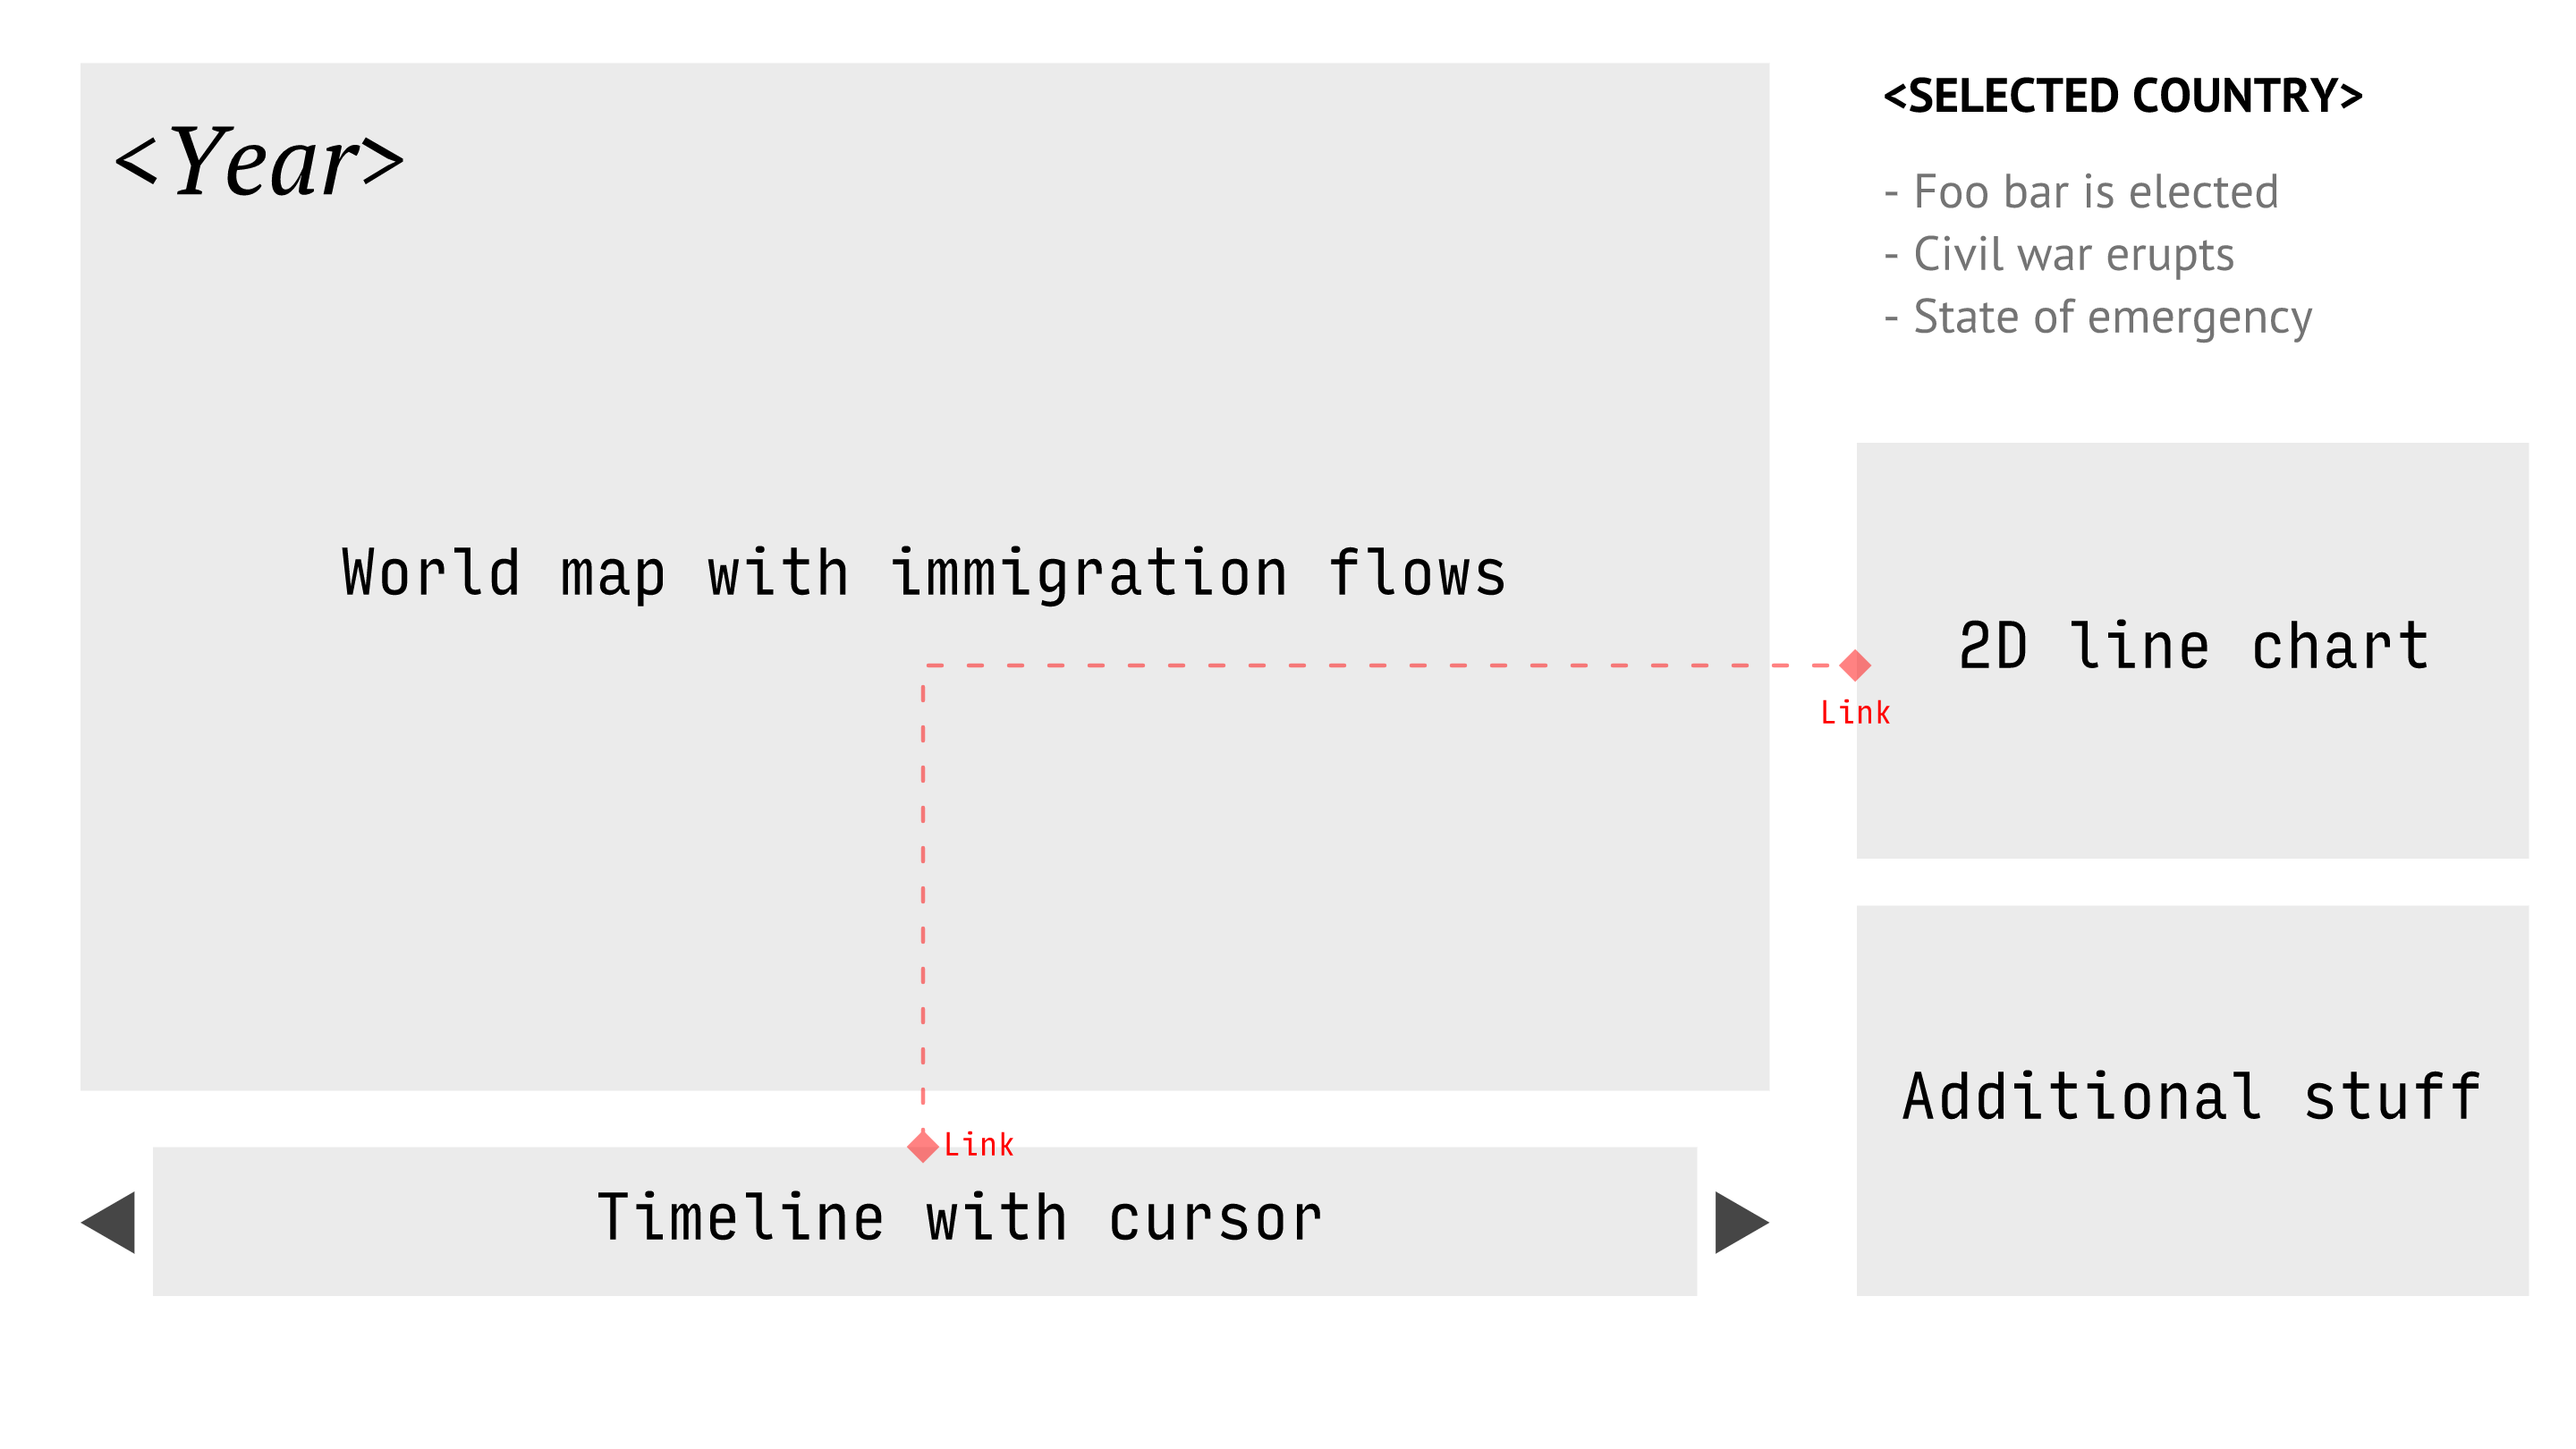 <Year>
World map with immigration flows
Link
Timeline with cursor
<SELECTED COUNTRY>
- Foo bar is elected
- Civil war erupts
- State of emergency
2D line chart
Link
Additional stuff